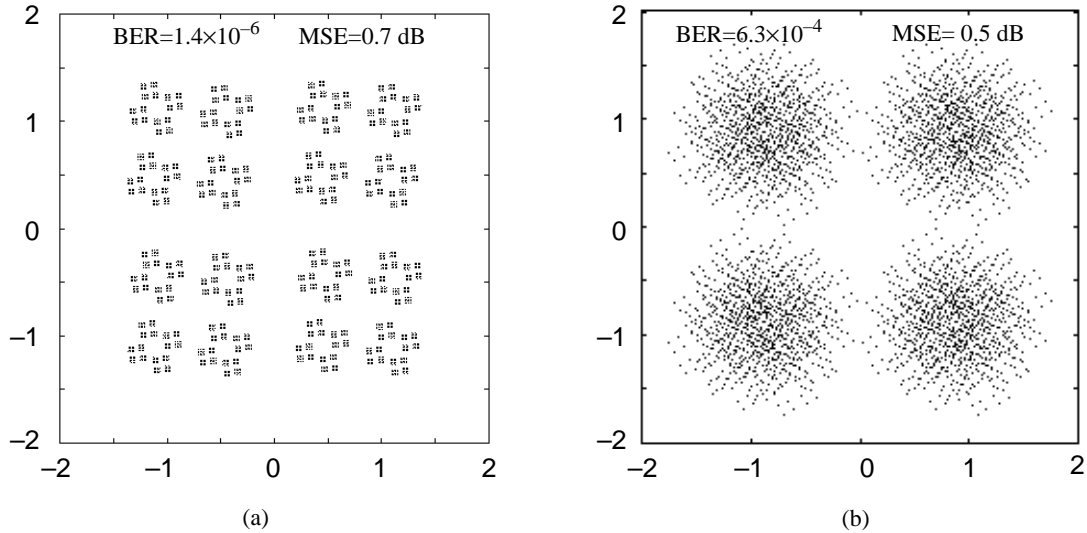 2
BER=1.4×10⁻⁶ MSE=0.7 dB
1
0
–1
–2
–2 –1 0 1 2
(a)
2
BER=6.3×10⁻⁴ MSE= 0.5 dB
1
0
–1
–2
–2 –1 0 1 2
(b)